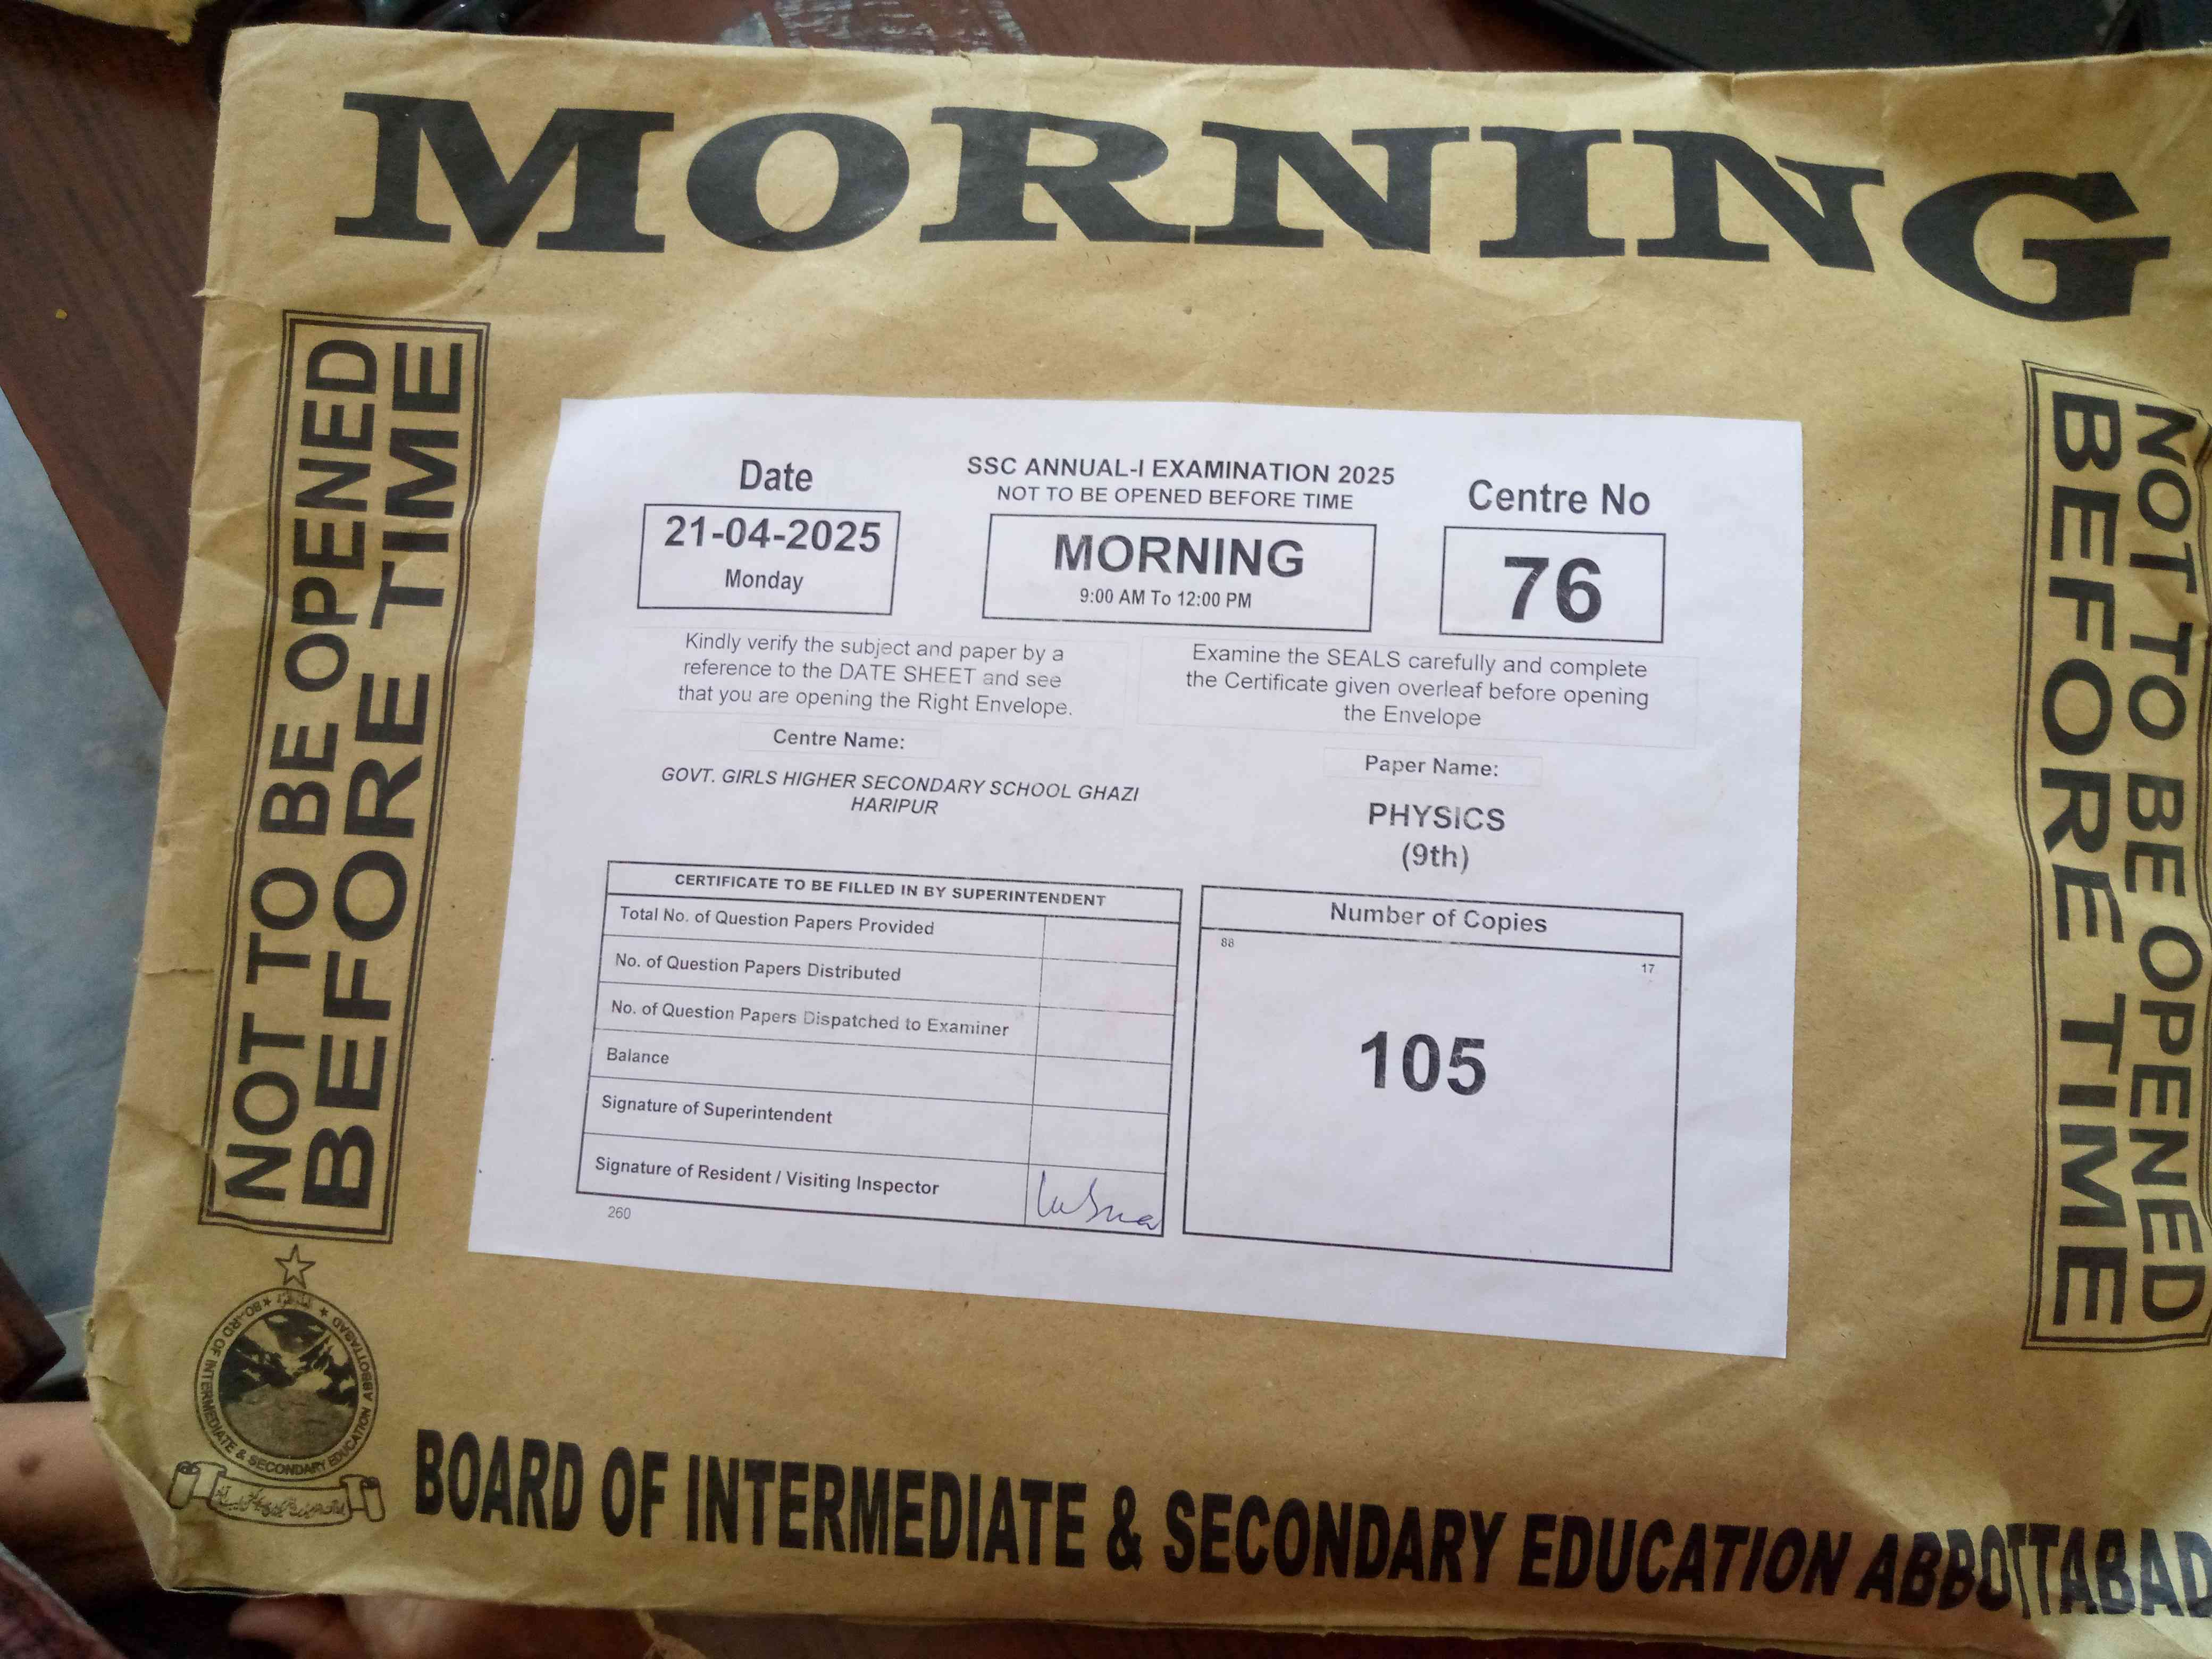 MORNING
NOT TO BE OPENED
BEFORE TIME
NOT TO BE OPENED
BEFORE TIME
SSC ANNUAL-I EXAMINATION 2025
NOT TO BE OPENED BEFORE TIME
Date
21-04-2025
Monday
MORNING
9:00 AM To 12:00 PM
Centre No
76
Kindly verify the subject and paper by a
reference to the DATE SHEET and see
that you are opening the Right Envelope.
Examine the SEALS carefully and complete
the Certificate given overleaf before opening
the Envelope
Centre Name:
GOVT. GIRLS HIGHER SECONDARY SCHOOL GHAZI
HARIPUR
Paper Name:
PHYSICS
(9th)
CERTIFICATE TO BE FILLED IN BY SUPERINTENDENT
Total No. of Question Papers Provided
No. of Question Papers Distributed
No. of Question Papers Dispatched to Examiner
Balance
Signature of Superintendent
Signature of Resident / Visiting Inspector
260
Number of Copies
88
17
105
BOARD OF INTERMEDIATE & SECONDARY EDUCATION ABBOTTABAD
BOARD OF INTERMEDIATE & SECONDARY EDUCATION ABBOTTABAD